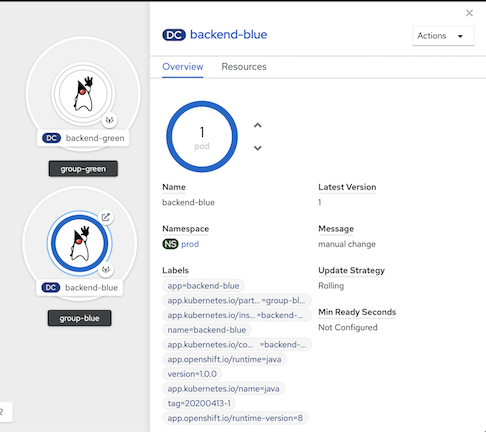 DC backend-green
group-green
DC backend-blue
group-blue
2
DC backend-blue
Actions
Overview Resources
1
pod
Name
backend-blue
Latest Version
1
Namespace
NS prod
Message
manual change
Labels
app=backend-blue
app.kubernetes.io/part... =group-bl...
app.kubernetes.io/ins... =backend-...
name=backend-blue
app.kubernetes.io/co... =backend-...
app.openshift.io/runtime=java
version=1.0.0
app.kubernetes.io/name=java
tag=20200413-1
app.openshift.io/runtime-version=8
Update Strategy
Rolling
Min Ready Seconds
Not Configured